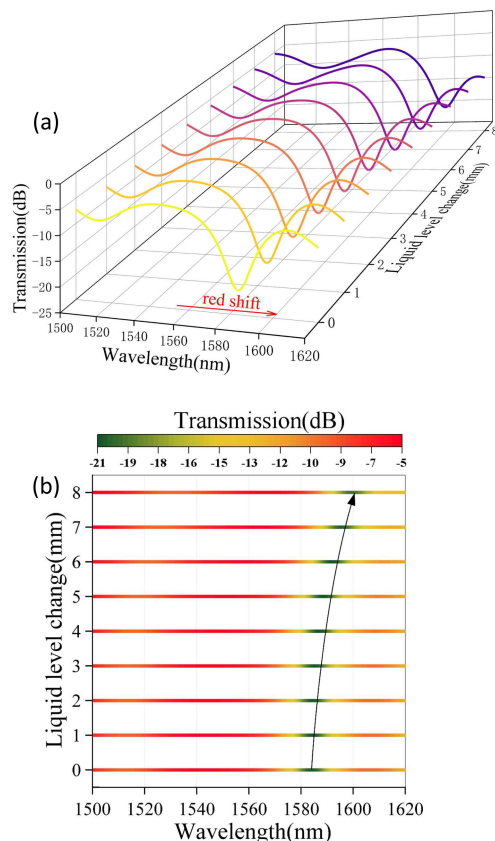 (a)
Transmission(dB)
0
-5
-10
-15
-20
-25
1500
1520
1540
1560
1580
1600
1620
Wavelength(nm)
red shift
0
1
2
3
4
5
6
7
8
Liquid level change(mm)
Transmission(dB)
-21 -19 -16 -15 -13 -12 -10 -9 -7 -5
(b)
Liquid level change(mm)
8
7
6
5
4
3
2
1
0
1500 1520 1540 1560 1580 1600 1620
Wavelength(nm)